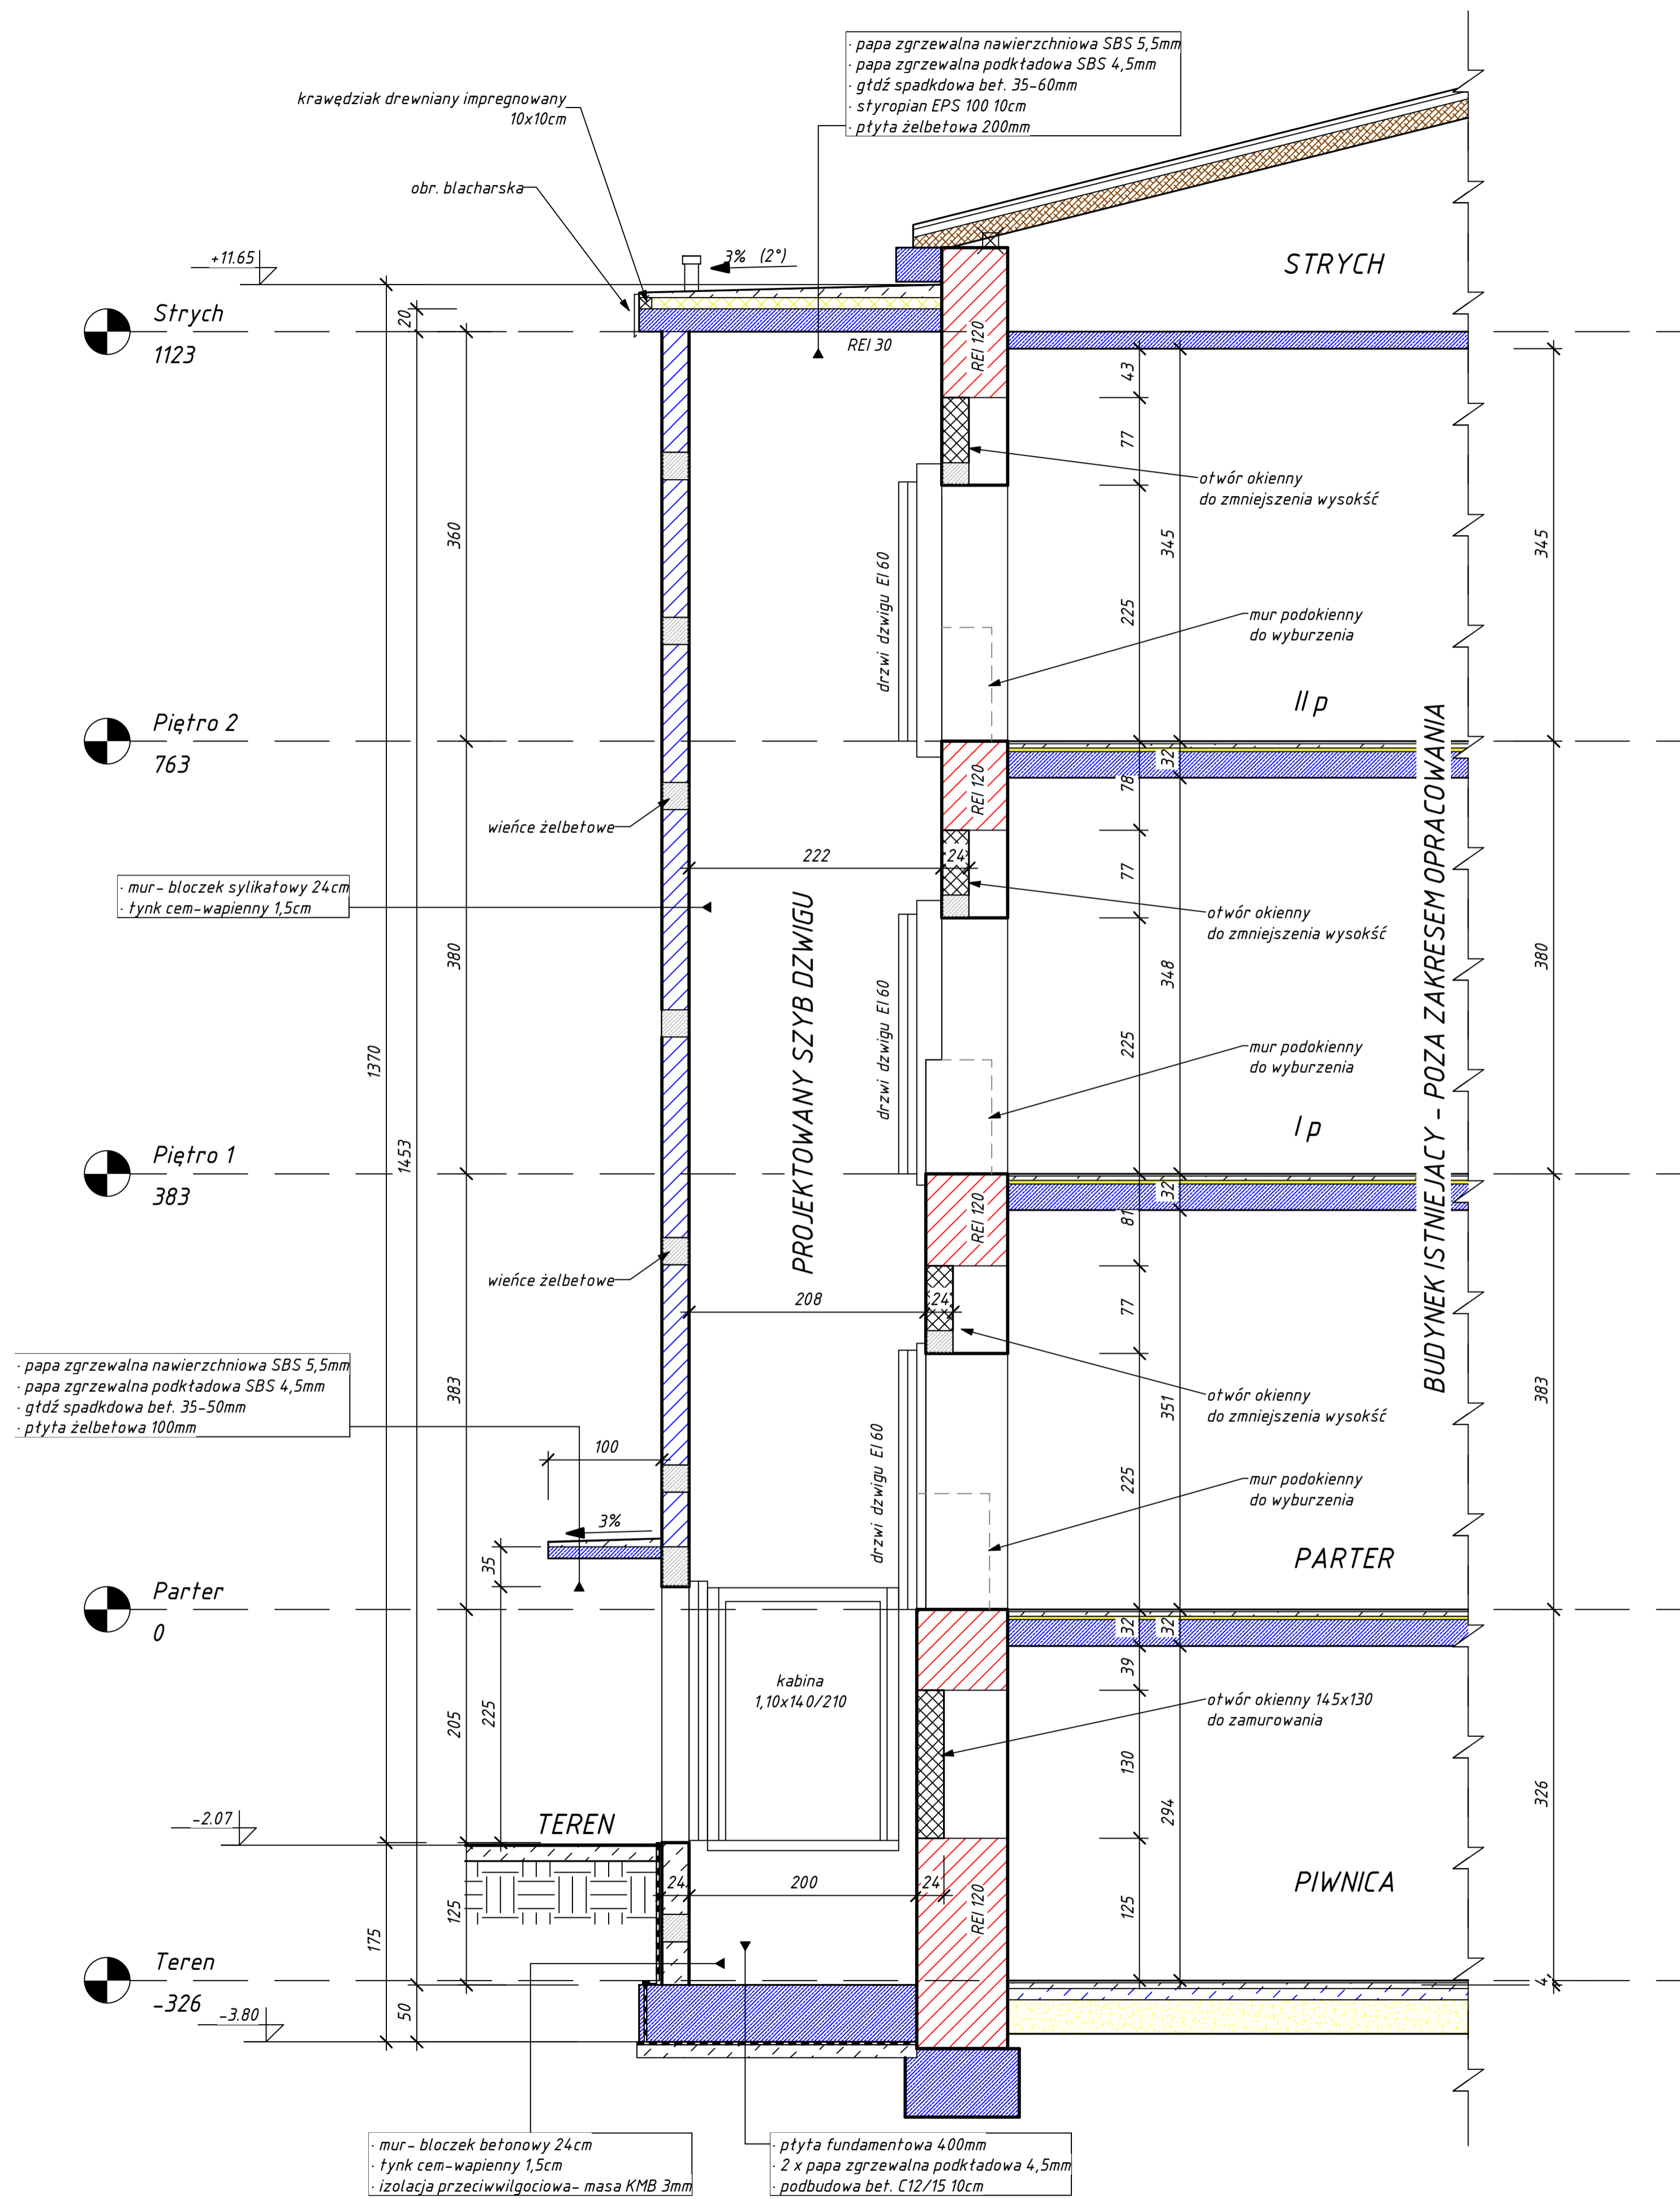 · papa zgrzewalna nawierzchniowa SBS 5,5mm
· papa zgrzewalna podkładowa SBS 4,5mm
· głdź spadkdowa bet. 35-60mm
· styropian EPS 100 10cm
· płyta żelbetowa 200mm
krawędziak drewniany impregnowany
10x10cm
obr. blacharska
+11.65
3% (2°)
STRYCH
Strych
1123
20
REI 30
REI 120
43
77
otwór okienny
do zmniejszenia wysokść
360
345
345
drzwi dzwigu EI 60
225
mur podokienny
do wyburzenia
II p
Piętro 2
763
32
78
REI 120
wieńce żelbetowe
222
24
77
· mur- bloczek sylikatowy 24cm
· tynk cem-wapienny 1,5cm
otwór okienny
do zmniejszenia wysokść
380
348
380
PROJEKTOWANY SZYB DZWIGU
BUDYNEK ISTNIEJACY - POZA ZAKRESEM OPRACOWANIA
drzwi dzwigu EI 60
225
mur podokienny
do wyburzenia
1370
1453
I p
Piętro 1
383
32
81
REI 120
wieńce żelbetowe
208
24
77
· papa zgrzewalna nawierzchniowa SBS 5,5mm
· papa zgrzewalna podkładowa SBS 4,5mm
· głdź spadkdowa bet. 35-50mm
· płyta żelbetowa 100mm
383
otwór okienny
do zmniejszenia wysokść
351
383
100
drzwi dzwigu EI 60
225
mur podokienny
do wyburzenia
3%
35
PARTER
Parter
0
32
32
39
kabina
1,10x140/210
otwór okienny 145x130
do zamurowania
205
225
130
294
326
-2.07
TEREN
24
200
24
REI 120
125
PIWNICA
175
125
Teren
-326
4
50
-3.80
· mur- bloczek betonowy 24cm
· tynk cem-wapienny 1,5cm
· izolacja przeciwwilgociowa- masa KMB 3mm
· płyta fundamentowa 400mm
· 2 x papa zgrzewalna podkładowa 4,5mm
· podbudowa bet. C12/15 10cm